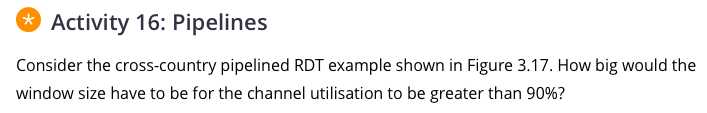 Activity 16: Pipelines
Consider the cross-country pipelined RDT example shown in Figure 3.17. How big would the
window size have to be for the channel utilisation to be greater than 90%?